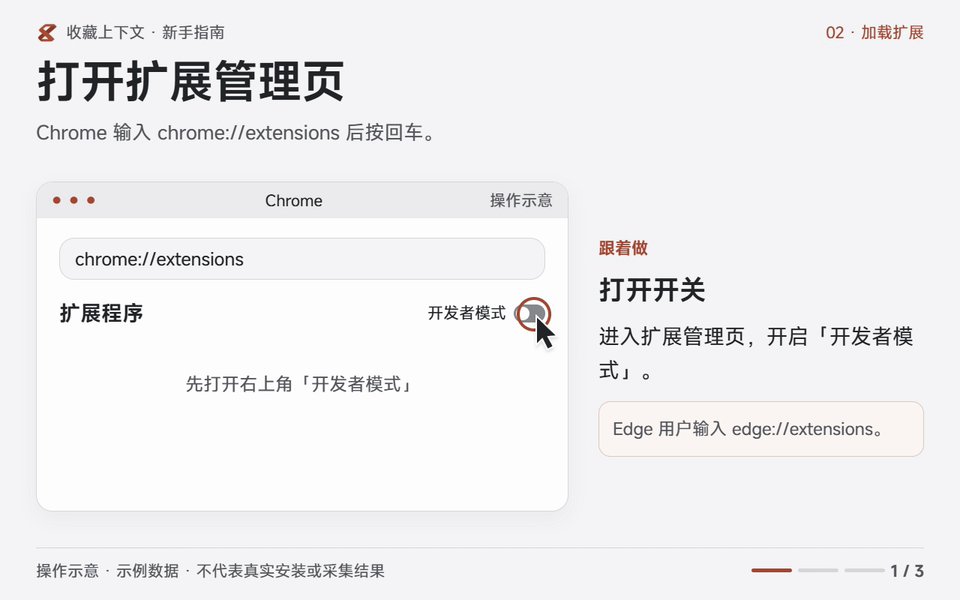 收藏上下文 · 新手指南
02 · 加载扩展
打开扩展管理页
Chrome 输入 chrome://extensions 后按回车。
Chrome
操作示意
chrome://extensions
扩展程序
开发者模式
先打开右上角「开发者模式」
跟着做
打开开关
进入扩展管理页，开启「开发者模
式」。
Edge 用户输入 edge://extensions。
操作示意 · 示例数据 · 不代表真实安装或采集结果
1 / 3